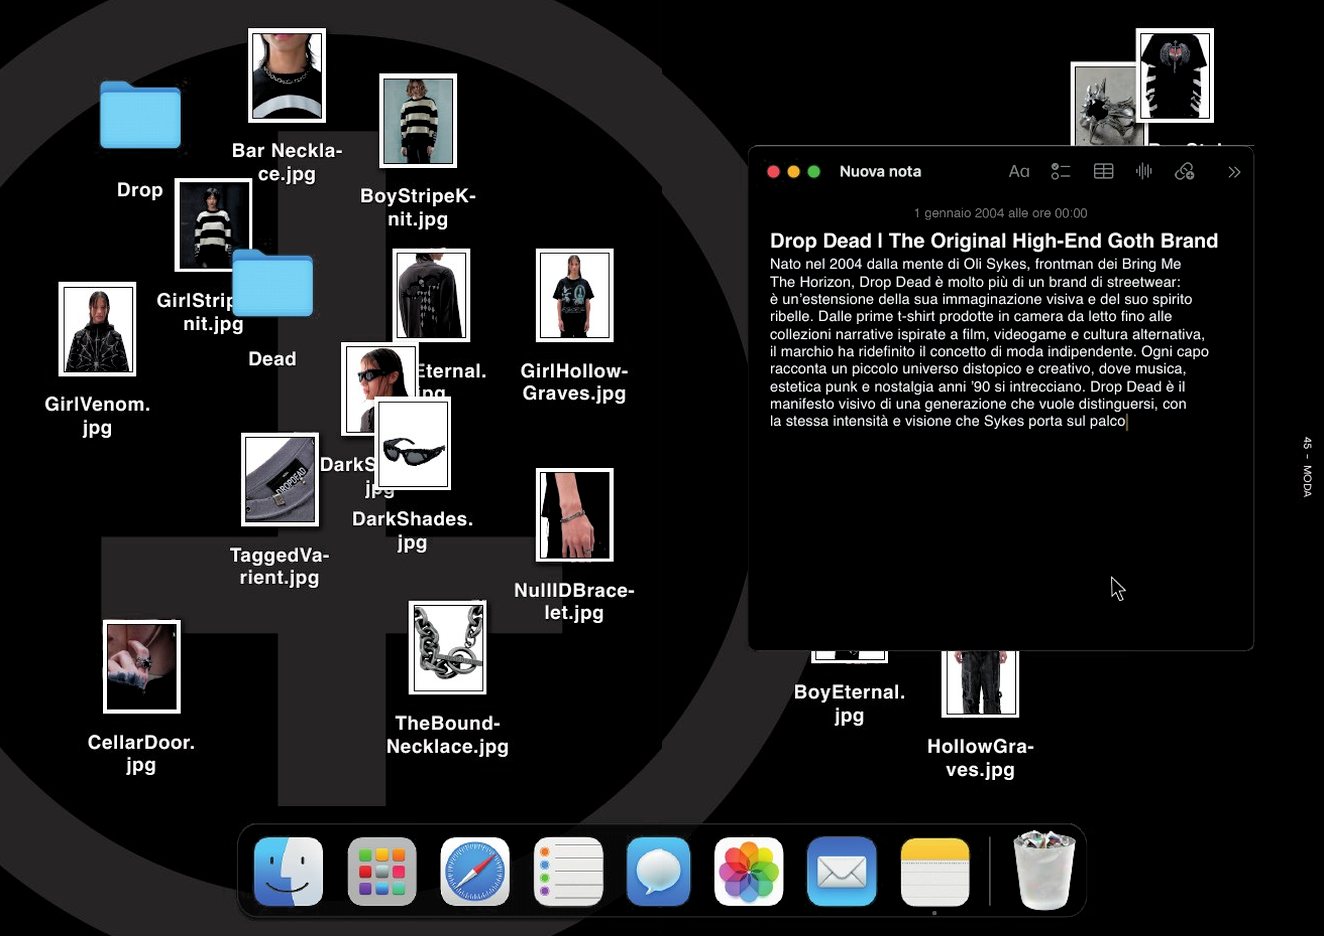 Bar Neckla-
ce.jpg
BoyStripeK-
nit.jpg
Drop
GirlStrip
nit.jpg
Dead
GirlVenom.
jpg
Eternal.
jpg
GirlHollow-
Graves.jpg
DarkS
jpg
DROPDEAD
DarkShades.
jpg
TaggedVa-
rient.jpg
NullIDBrace-
let.jpg
CellarDoor.
jpg
TheBound-
Necklace.jpg
Nuova nota
Aa
1 gennaio 2004 alle ore 00:00
Drop Dead | The Original High-End Goth Brand
Nato nel 2004 dalla mente di Oli Sykes, frontman dei Bring Me
The Horizon, Drop Dead è molto più di un brand di streetwear:
è un'estensione della sua immaginazione visiva e del suo spirito
ribelle. Dalle prime t-shirt prodotte in camera da letto fino alle
collezioni narrative ispirate a film, videogame e cultura alternativa,
il marchio ha ridefinito il concetto di moda indipendente. Ogni capo
racconta un piccolo universo distopico e creativo, dove musica,
estetica punk e nostalgia anni '90 si intrecciano. Drop Dead è il
manifesto visivo di una generazione che vuole distinguersi, con
la stessa intensità e visione che Sykes porta sul palco
BoyEternal.
jpg
HollowGra-
ves.jpg
45 - MODA